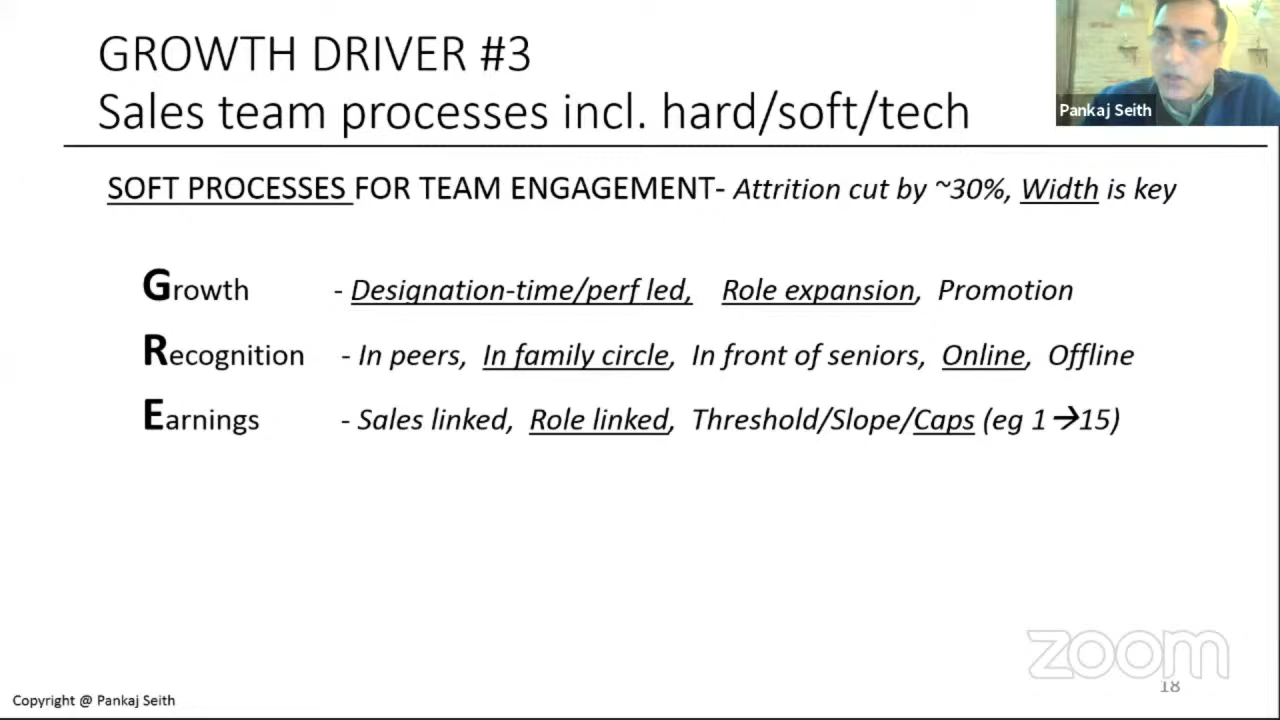 GROWTH DRIVER #3
Sales team processes incl. hard/soft/tech
Pankaj Seith
SOFT PROCESSES FOR TEAM ENGAGEMENT- Attrition cut by ~30%, Width is key
Growth - Designation-time/perf led, Role expansion, Promotion
Recognition - In peers, In family circle, In front of seniors, Online, Offline
Earnings - Sales linked, Role linked, Threshold/Slope/Caps (eg 1→15)
zoom
18
Copyright @ Pankaj Seith